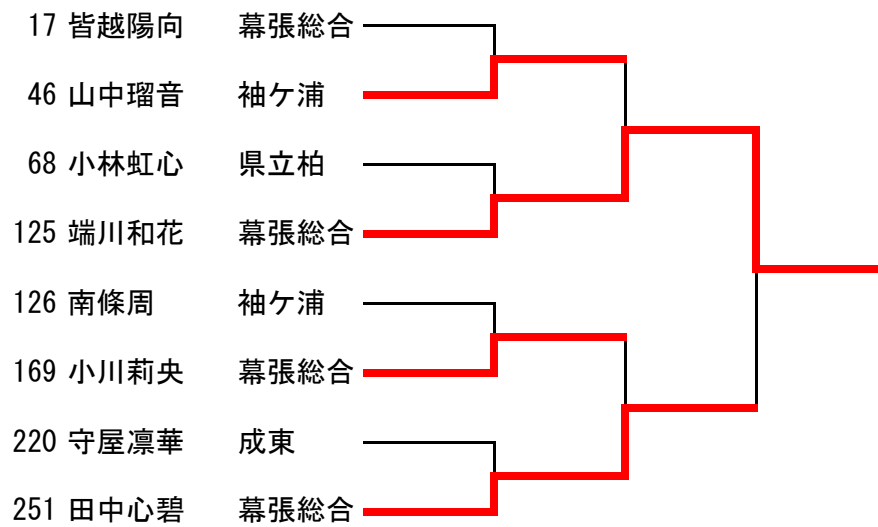 17 皆越陽向 幕張総合
46 山中瑠音 袖ケ浦
68 小林虹心 県立柏
125 端川和花 幕張総合
126 南條周 袖ケ浦
169 小川莉央 幕張総合
220 守屋凛華 成東
251 田中心碧 幕張総合